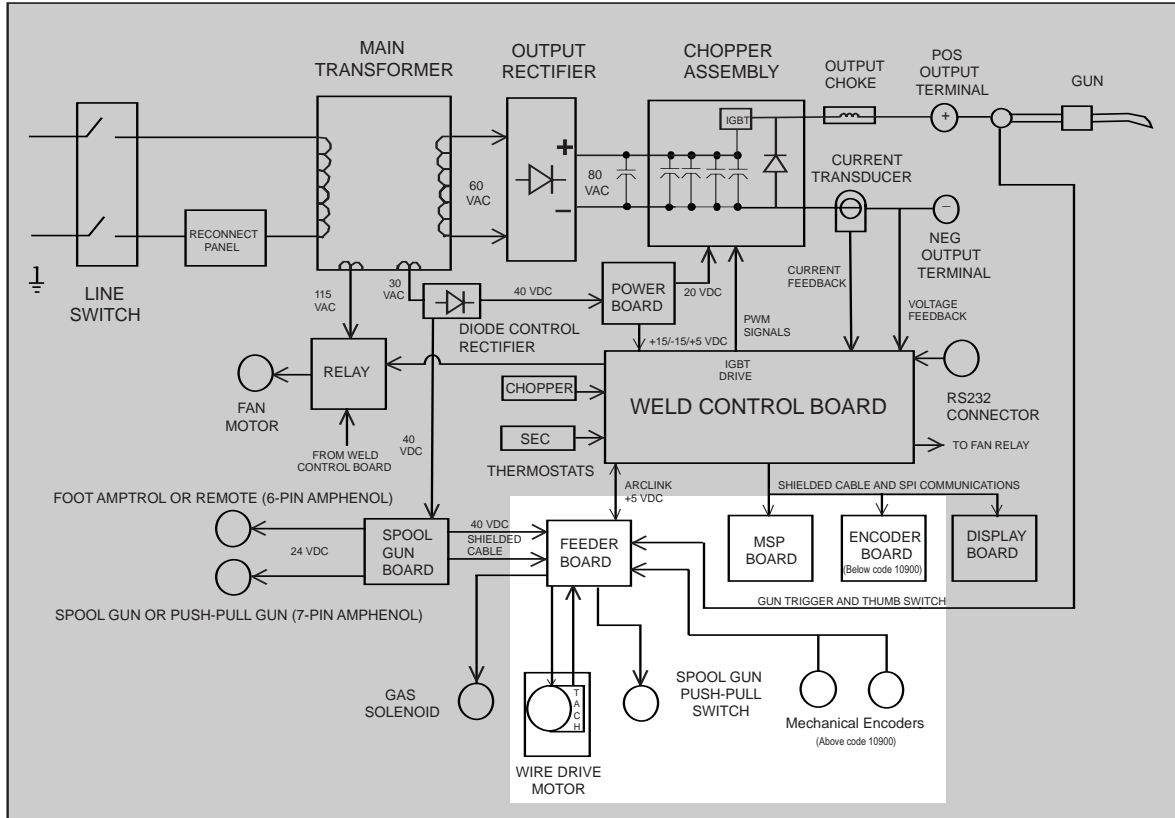 MAIN
TRANSFORMER
OUTPUT
RECTIFIER
CHOPPER
ASSEMBLY
OUTPUT
CHOKE
POS
OUTPUT
TERMINAL
GUN
IGBT
+
+
80
VAC
60
VAC
CURRENT
TRANSDUCER
RECONNECT
PANEL
–
–
NEG
OUTPUT
TERMINAL
LINE
SWITCH
115
VAC
30
VAC
40 VDC
POWER
BOARD
20 VDC
CURRENT
FEEDBACK
VOLTAGE
FEEDBACK
DIODE CONTROL
RECTIFIER
PWM
SIGNALS
+15/-15/+5 VDC
RELAY
FAN
MOTOR
FROM WELD
CONTROL BOARD
40
VDC
CHOPPER
SEC
THERMOSTATS
IGBT
DRIVE
WELD CONTROL BOARD
RS232
CONNECTOR
TO FAN RELAY
ARCLINK
+5 VDC
SHIELDED CABLE AND SPI COMMUNICATIONS
FOOT AMPTROL OR REMOTE (6-PIN AMPHENOL)
24 VDC
SPOOL
GUN
BOARD
40 VDC
SHIELDED
CABLE
FEEDER
BOARD
MSP
BOARD
ENCODER
BOARD
(Below code 10900)
DISPLAY
BOARD
GUN TRIGGER AND THUMB SWITCH
SPOOL GUN OR PUSH-PULL GUN (7-PIN AMPHENOL)
GAS
SOLENOID
T
A
C
H
WIRE DRIVE
MOTOR
SPOOL GUN
PUSH-PULL
SWITCH
Mechanical Encoders
(Above code 10900)